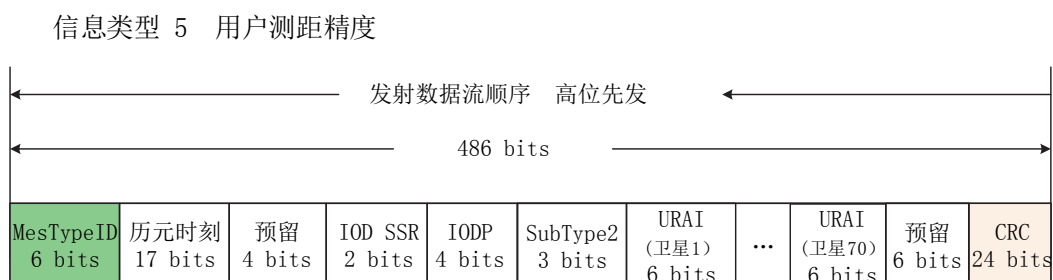 信息类型 5 用户测距精度
发射数据流顺序 高位先发
486 bits
MesTypeID
6 bits
历元时刻
17 bits
预留
4 bits
IOD SSR
2 bits
IODP
4 bits
SubType2
3 bits
URAI
(卫星1)
6 bits
…
URAI
(卫星70)
6 bits
预留
6 bits
CRC
24 bits